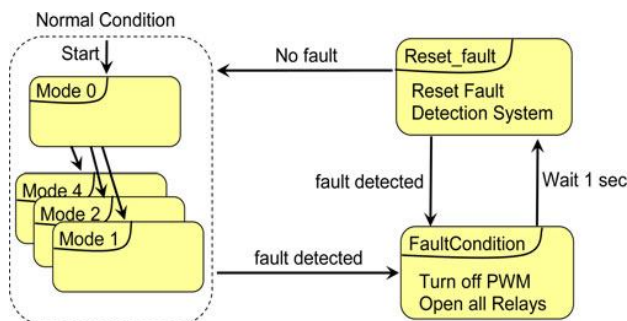 Normal Condition
Start
Mode 0
Mode 4
Mode 2
Mode 1
No fault
fault detected
Reset_fault
Reset Fault
Detection System
fault detected
Wait 1 sec
FaultCondition
Turn off PWM
Open all Relays